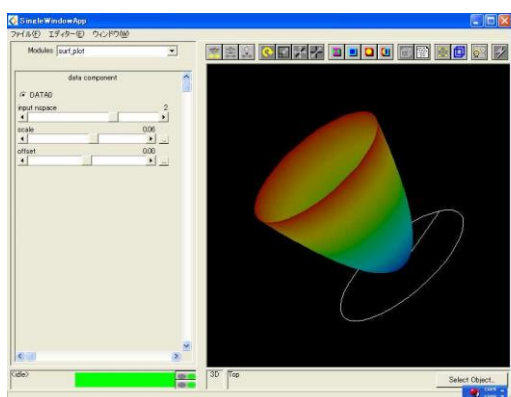 SingleWindowApp
ファイル(F) エディター(E) ウィンドウ(W)
Modules surf_plot
data component
DATA0
input nspace 2
scale 0.06
offset 0.00
<idle>
3D Top
Select Object..